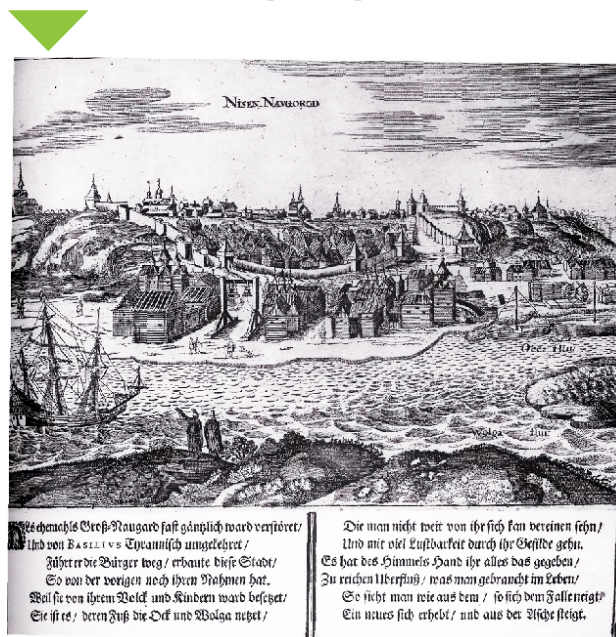 NISEN. NAUGOROD
Occa Flu:
Wolga Flu:
Als ehemahls Groß-Naugard fast gäntzlich ward verstöret/
Und von BASILIUS Tyrannisch umgekehret/
Führt er die Bürger weg/ erbaute diese Stadt/
So von der vorigen noch ihren Nahmen hat.
Weil sie von ihrem Volck und Kindern ward besetzet/
Sie ist es/ deren Fuß die Ock und Wolga netzet/
Die man nicht weit von ihr sich kan vereinen sehn/
Und mit viel Lustbarkeit durch ihr Gefilde gehn.
Es hat des Himmels Hand ihr alles das gegeben/
Zu reichen Uberfluß/ was man gebraucht im Leben/
So sieht man wie aus dem/ so sich dem Falle neigt/
Ein neues sich erhebt/ und aus der Asche steigt.